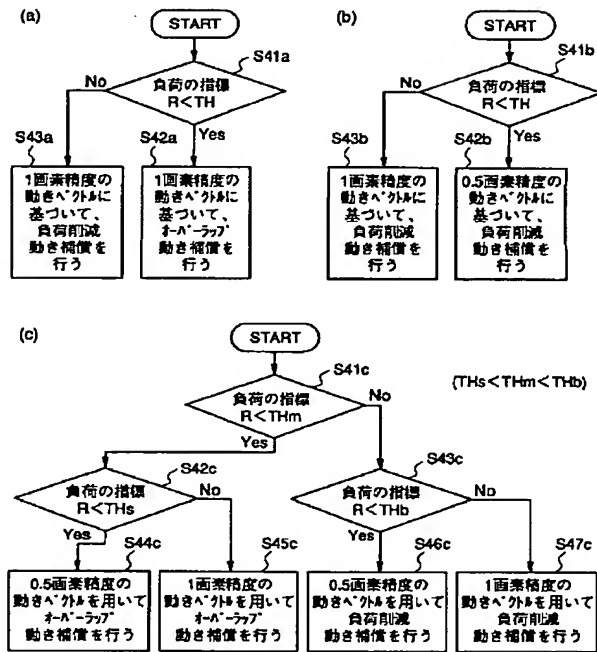 (a)
START
S41a
負荷の指標
R<TH
No
Yes
S43a
S42a
1画素精度の
動きベクトルに
基づいて、
負荷削減
動き補償を
行う
1画素精度の
動きベクトルに
基づいて、
オーバーラップ
動き補償を
行う
(b)
START
S41b
負荷の指標
R<TH
No
Yes
S43b
S42b
1画素精度の
動きベクトルに
基づいて、
負荷削減
動き補償を
行う
0.5画素精度の
動きベクトルに
基づいて、
負荷削減
動き補償を
行う
(c)
START
S41c
(THs<THm<THb)
負荷の指標
R<THm
No
Yes
S42c
負荷の指標
R<THs
No
Yes
S43c
負荷の指標
R<THb
No
Yes
S44c
S45c
S46c
S47c
0.5画素精度の
動きベクトルを用いて
オーバーラップ
動き補償を行う
1画素精度の
動きベクトルを用いて
オーバーラップ
動き補償を行う
0.5画素精度の
動きベクトルを用いて
負荷削減
動き補償を行う
1画素精度の
動きベクトルを用いて
負荷削減
動き補償を行う